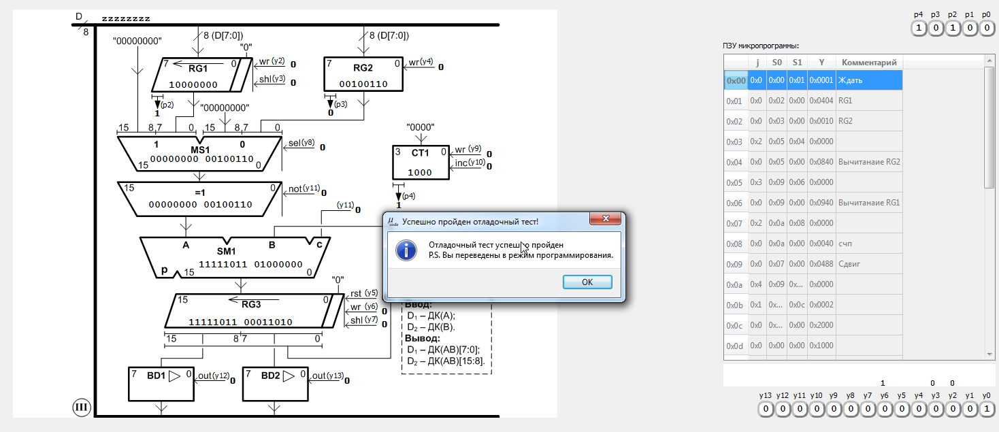 D zzzzzzzz
8
8 (D[7:0]) 8 (D[7:0])
"00000000" "0"
7 0 RG1 wr(y2) 0
10000000 shl(y3) 0
7 0 RG2 wr(y4) 0
00100110
(p2) 1 (p3) 0
"00000000"
15 8,7 0 15 8,7 0
1 0 sel(y8) 0
MS1
00000000 00100110
15 0
"0000"
3 CT1 0 wr (y9) 0
inc(y10) 0
1000
(p4)
1
15 0
=1 not(y11) 0
00000000 00100110
(y11) 0
A B c
SM1
11111011 01000000
p 15 0
"0"
15 0 rst (y5)
RG3 wr (y6) 0
11111011 00011010 shl(y7) 0
15 8 7 0
7 BD1 0 out(y12) 0
7 BD2 0 out(y13) 0
III
Ввод:
D₁ – ДК(A);
D₂ – ДК(B).
Вывод:
D₁ – ДК(AB)[7:0];
D₂ – ДК(AB)[15:8].
μ code Успешно пройден отладочный тест!
Отладочный тест успешно пройден
P.S. Вы переведены в режим программирования.
OK
p4 p3 p2 p1 p0
1 0 1 0 0
ПЗУ микропрограммы:
j S0 S1 Y Комментарий
0x00 0x0 0x00 0x01 0x0001 Ждать
0x01 0x0 0x02 0x00 0x0404 RG1
0x02 0x0 0x03 0x00 0x0010 RG2
0x03 0x2 0x05 0x04 0x0000
0x04 0x0 0x05 0x00 0x0840 Вычитанаие RG2
0x05 0x3 0x09 0x06 0x0000
0x06 0x0 0x09 0x00 0x0940 Вычитанаие RG1
0x07 0x2 0x0a 0x08 0x0000
0x08 0x0 0x0a 0x00 0x0040 счп
0x09 0x0 0x07 0x00 0x0488 Сдвиг
0x0a 0x4 0x09 0x... 0x0000
0x0b 0x1 0x... 0x0c 0x0002
0x0c 0x0 0x... 0x00 0x2000
0x0d 0x0 0x00 0x00 0x1000
1 0 0
y13 y12 y11 y10 y9 y8 y7 y6 y5 y4 y3 y2 y1 y0
0 0 0 0 0 0 0 0 0 0 0 0 0 1